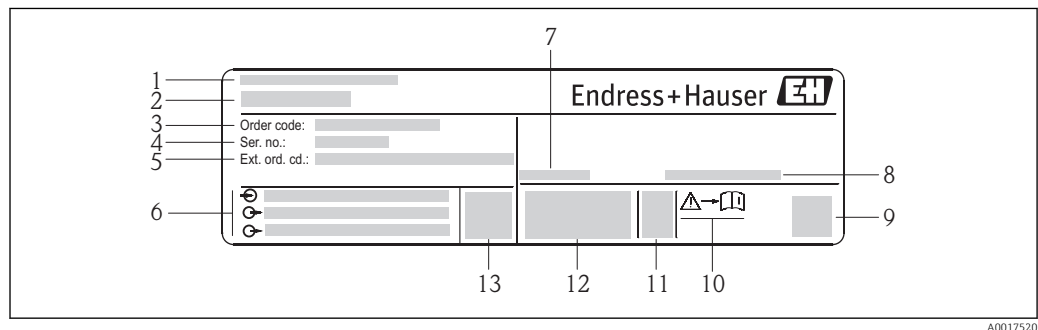 7
1
2
Endress+Hauser EH
3 Order code:
4 Ser. no.:
5 Ext. ord. cd.:
8
6
9
13 12 11 10
A0017520